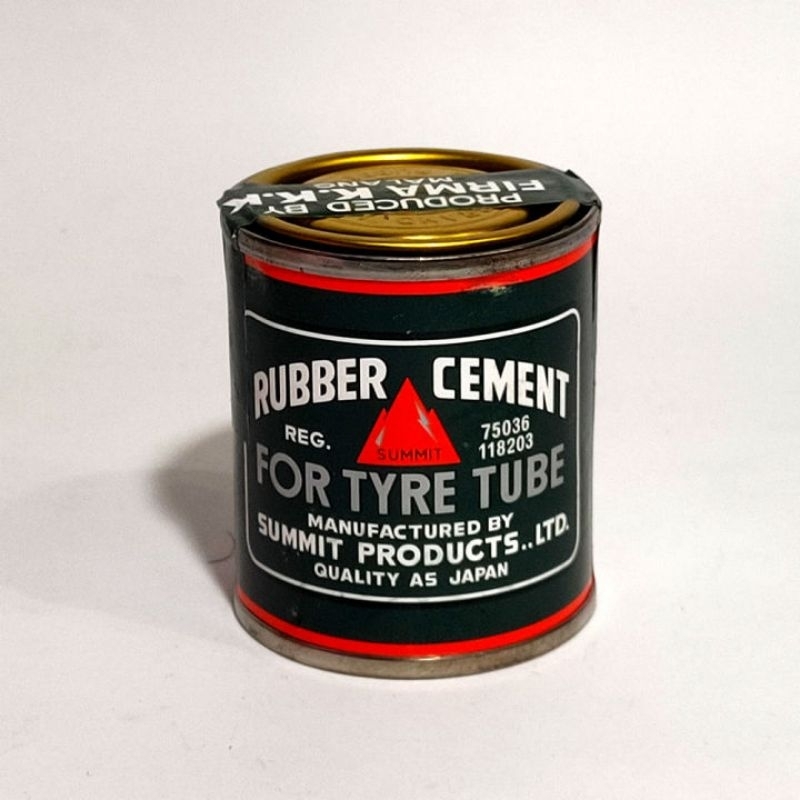 PRODUCED BY
FIRMA K.K.K
MALANG
RUBBER CEMENT
REG.
SUMMIT
75036
118203
FOR TYRE TUBE
MANUFACTURED BY
SUMMIT PRODUCTS..LTD.
QUALITY AS JAPAN